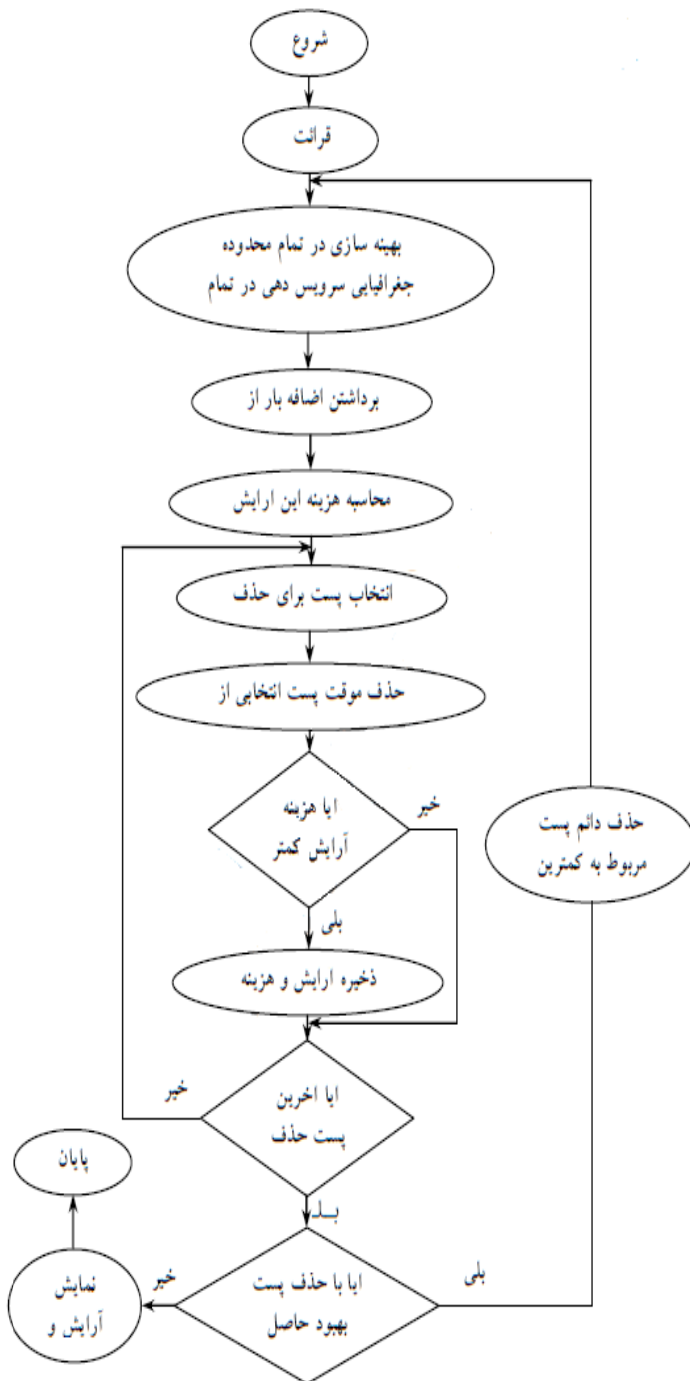 شروع
قرائت
بهینه سازی در تمام محدوده
جغرافیایی سرویس دهی در تمام
برداشتن اضافه بار از
محاسبه هزینه این ارایش
انتخاب پست برای حذف
حذف موقت پست انتخابی از
ایا هزینه
آرایش کمتر
خیر
بلی
حذف دائم پست
مربوط به کمترین
ذخیره ارایش و هزینه
ایا اخرین
پست حذف
خیر
بلـ
ایا با حذف پست
بهبود حاصل
بلی
خیر
نمایش
آرایش و
پایان